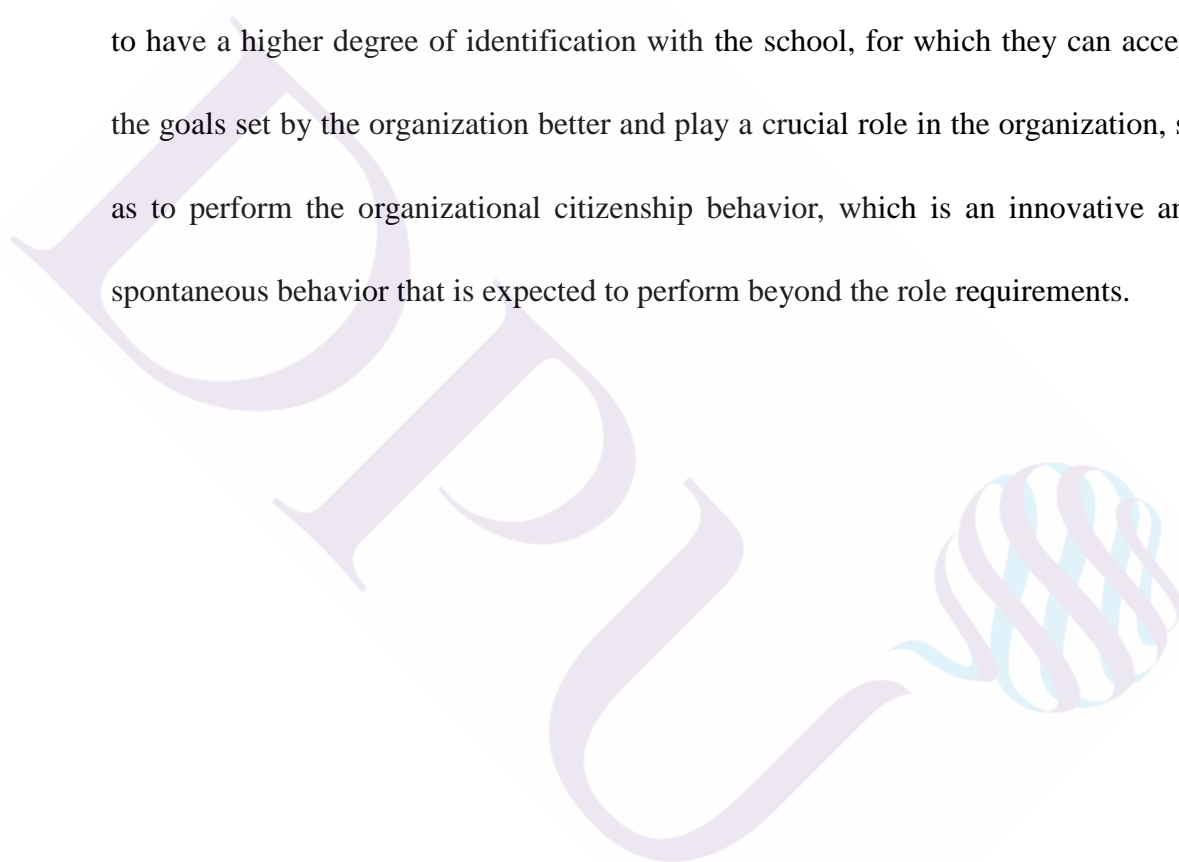 to have a higher degree of identification with the school, for which they can acce
the goals set by the organization better and play a crucial role in the organization, s
as to perform the organizational citizenship behavior, which is an innovative an
spontaneous behavior that is expected to perform beyond the role requirements.
DPU